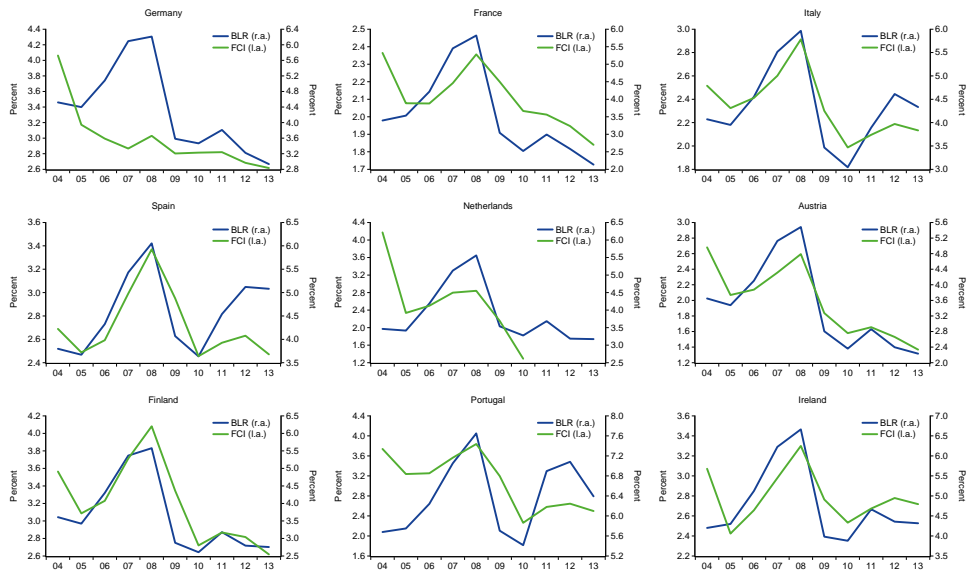 Germany
BLR (r.a.)
FCI (l.a.)
Percent
4.4
4.2
4.0
3.8
3.6
3.4
3.2
3.0
2.8
2.6
6.4
6.0
5.6
5.2
4.8
4.4
4.0
3.6
3.2
2.8
Percent
04 05 06 07 08 09 10 11 12 13
France
BLR (r.a.)
FCI (l.a.)
Percent
2.5
2.4
2.3
2.2
2.1
2.0
1.9
1.8
1.7
6.0
5.5
5.0
4.5
4.0
3.5
3.0
2.5
2.0
Percent
04 05 06 07 08 09 10 11 12 13
Italy
BLR (r.a.)
FCI (l.a.)
Percent
3.0
2.8
2.6
2.4
2.2
2.0
1.8
6.0
5.5
5.0
4.5
4.0
3.5
3.0
Percent
04 05 06 07 08 09 10 11 12 13
Spain
BLR (r.a.)
FCI (l.a.)
Percent
3.6
3.4
3.2
3.0
2.8
2.6
2.4
6.5
6.0
5.5
5.0
4.5
4.0
3.5
Percent
04 05 06 07 08 09 10 11 12 13
Netherlands
BLR (r.a.)
FCI (l.a.)
Percent
4.4
4.0
3.6
3.2
2.8
2.4
2.0
1.6
1.2
6.5
6.0
5.5
5.0
4.5
4.0
3.5
3.0
2.5
Percent
04 05 06 07 08 09 10 11 12 13
Austria
BLR (r.a.)
FCI (l.a.)
Percent
3.0
2.8
2.6
2.4
2.2
2.0
1.8
1.6
1.4
1.2
5.6
5.2
4.8
4.4
4.0
3.6
3.2
2.8
2.4
2.0
Percent
04 05 06 07 08 09 10 11 12 13
Finland
BLR (r.a.)
FCI (l.a.)
Percent
4.2
4.0
3.8
3.6
3.4
3.2
3.0
2.8
2.6
6.5
6.0
5.5
5.0
4.5
4.0
3.5
3.0
2.5
Percent
04 05 06 07 08 09 10 11 12 13
Portugal
BLR (r.a.)
FCI (l.a.)
Percent
4.4
4.0
3.6
3.2
2.8
2.4
2.0
1.6
8.0
7.6
7.2
6.8
6.4
6.0
5.6
5.2
Percent
04 05 06 07 08 09 10 11 12 13
Ireland
BLR (r.a.)
FCI (l.a.)
Percent
3.6
3.4
3.2
3.0
2.8
2.6
2.4
2.2
7.0
6.5
6.0
5.5
5.0
4.5
4.0
3.5
Percent
04 05 06 07 08 09 10 11 12 13